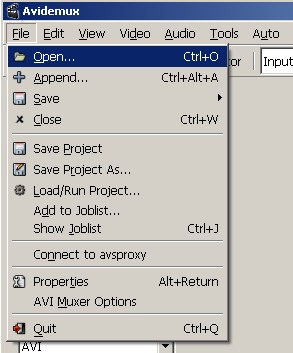 Avidemux
File Edit View Video Audio Tools Auto
or Input
Open... Ctrl+O
Append... Ctrl+Alt+A
Save
Close Ctrl+W
Save Project
Save Project As...
Load/Run Project...
Add to Joblist...
Show Joblist Ctrl+J
Connect to avsproxy
Properties Alt+Return
AVI Muxer Options
Quit Ctrl+Q
AVI